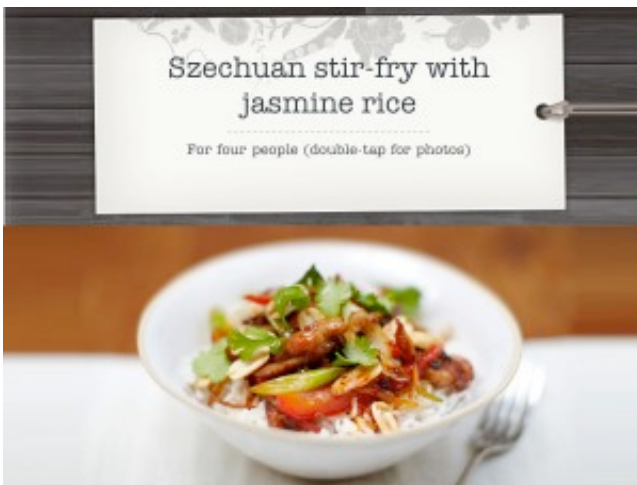 Szechuan stir-fry with
jasmine rice
For four people (double-tap for photos)